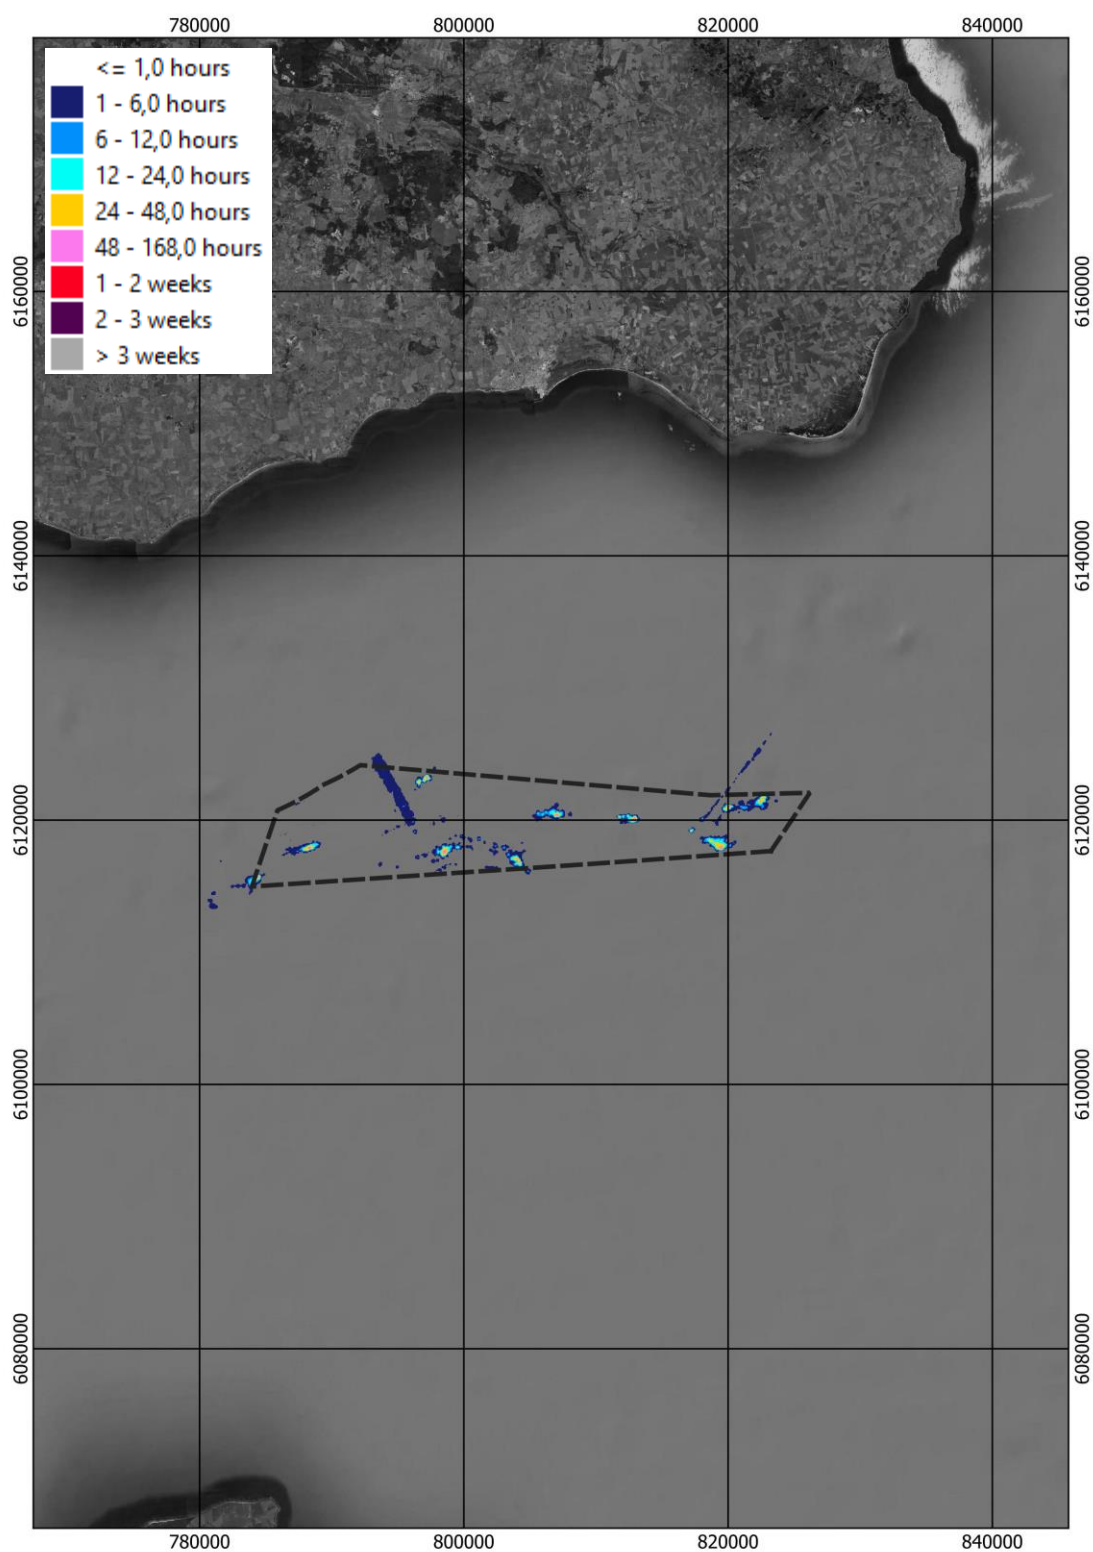 780000 800000 820000 840000
<= 1,0 hours
1 - 6,0 hours
6 - 12,0 hours
12 - 24,0 hours
24 - 48,0 hours
48 - 168,0 hours
1 - 2 weeks
2 - 3 weeks
> 3 weeks
6160000 6160000
6140000 6140000
6120000 6120000
6100000 6100000
6080000 6080000
780000 800000 820000 840000